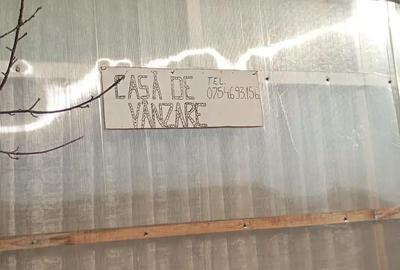 CASĂ DE
VÂNZARE
TEL.
0754693156